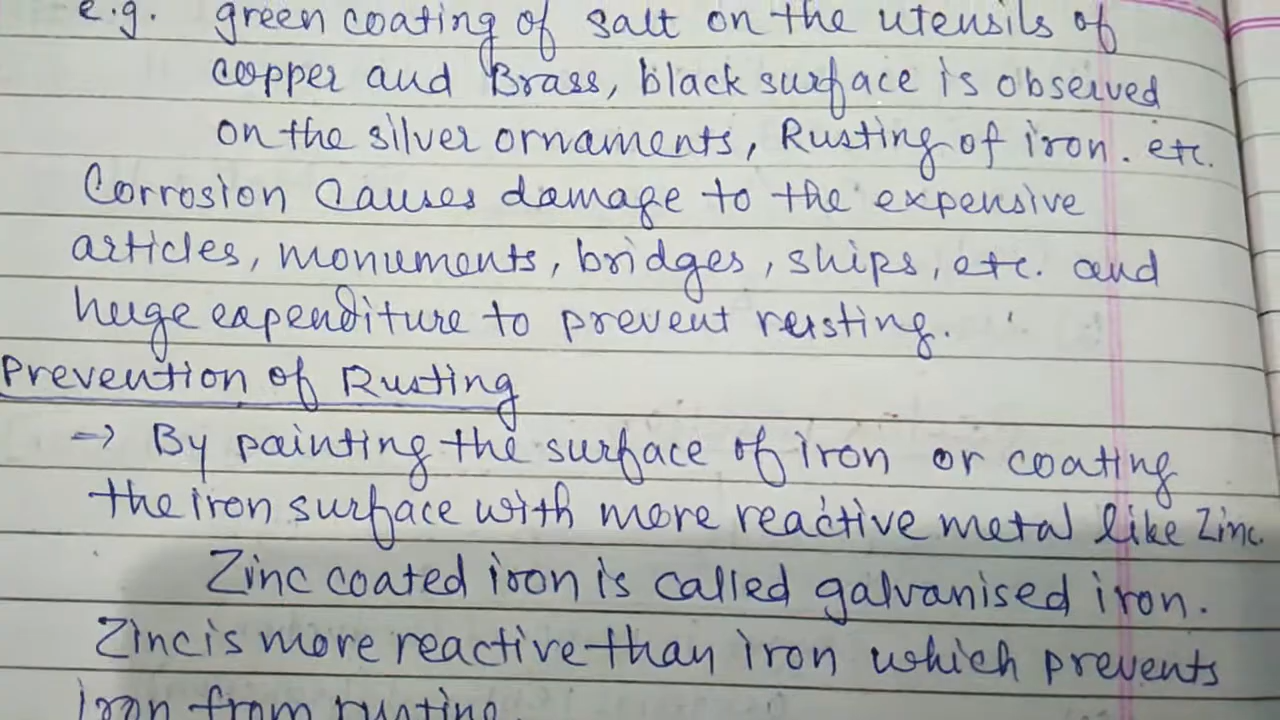 e.g. green coating of salt on the utensils of
copper and Brass, black surface is observed
on the silver ornaments, Rusting of iron. etc.
Corrosion Causes damage to the expensive
articles, monuments, bridges, ships, etc. and
huge expenditure to prevent rusting.
Prevention of Rusting
→ By painting the surface of iron or coating
the iron surface with more reactive metal like Zinc.
Zinc coated iron is called galvanised iron.
Zinc is more reactive than iron which prevents
iron from rusting.